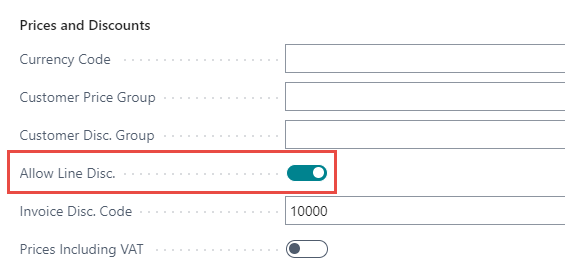 Prices and Discounts
Currency Code
Customer Price Group
Customer Disc. Group
Allow Line Disc.
Invoice Disc. Code 10000
Prices Including VAT